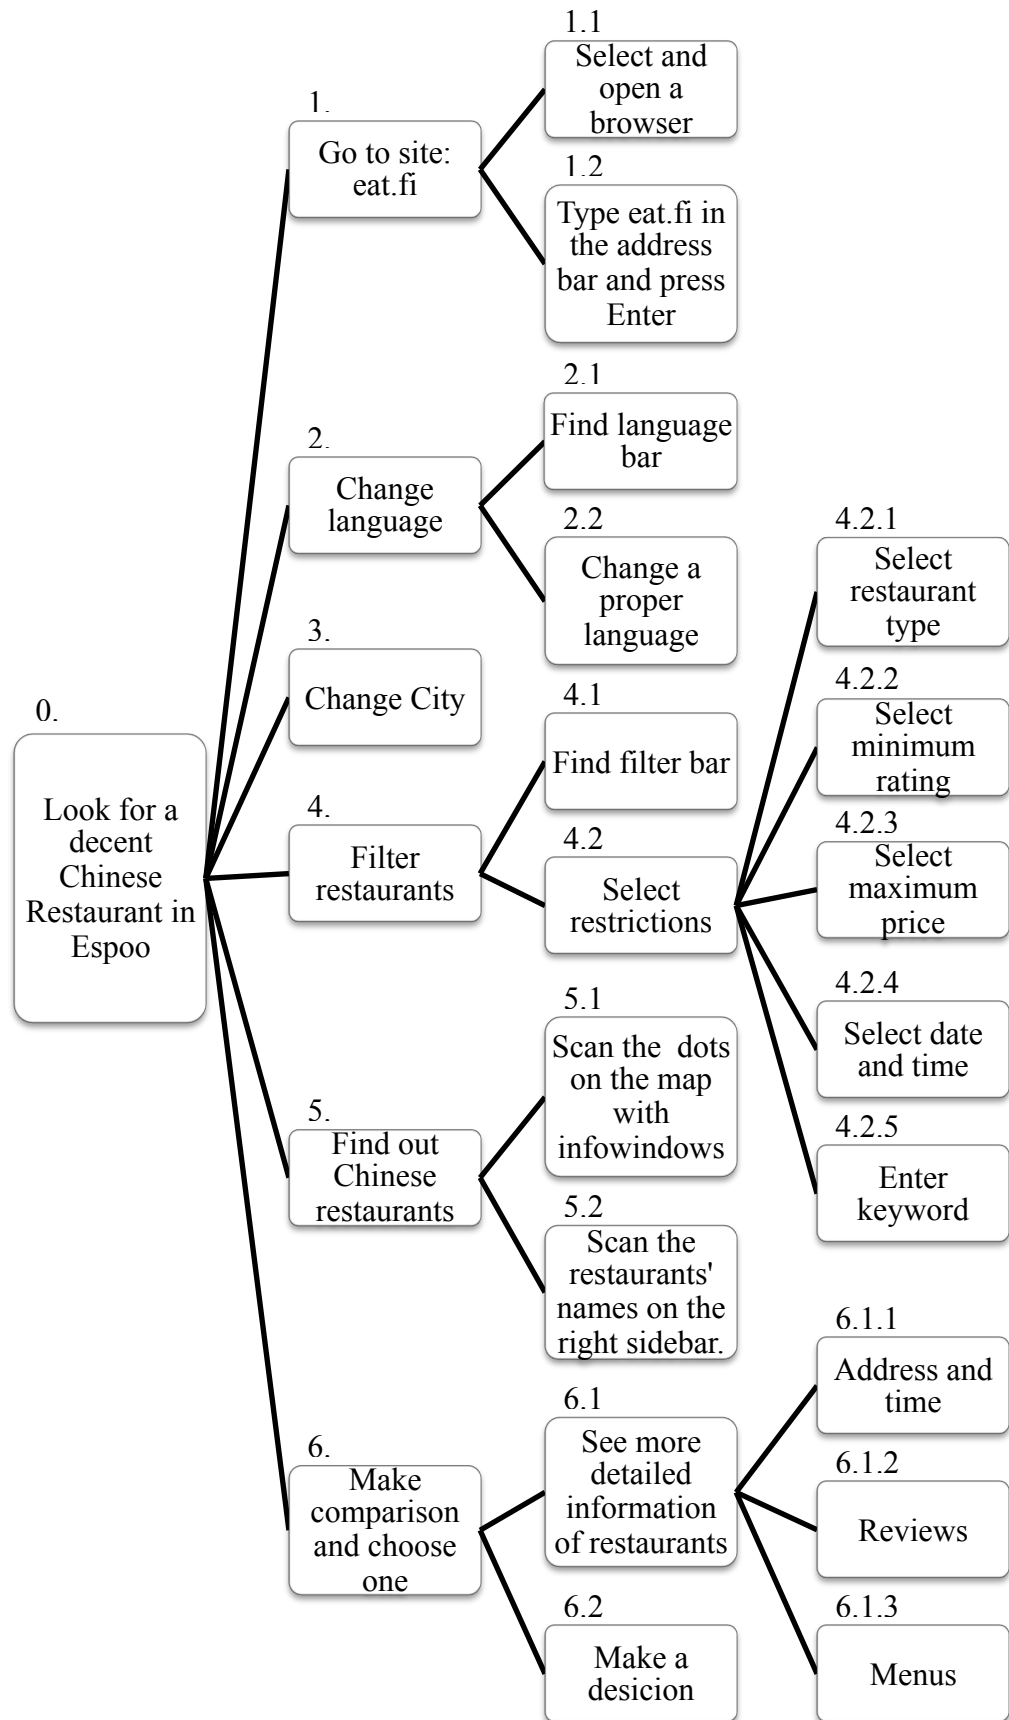 0.
Look for a
decent
Chinese
Restaurant in
Espoo
1.
Go to site:
eat.fi
1.1
Select and
open a
browser
1.2
Type eat.fi in
the address
bar and press
Enter
2.
Change
language
2.1
Find language
bar
2.2
Change a
proper
language
3.
Change City
4.
Filter
restaurants
4.1
Find filter bar
4.2
Select
restrictions
4.2.1
Select
restaurant
type
4.2.2
Select
minimum
rating
4.2.3
Select
maximum
price
4.2.4
Select date
and time
4.2.5
Enter
keyword
5.
Find out
Chinese
restaurants
5.1
Scan the  dots
on the map
with
infowindows
5.2
Scan the
restaurants'
names on the
right sidebar.
6.
Make
comparison
and choose
one
6.1
See more
detailed
information
of restaurants
6.1.1
Address and
time
6.1.2
Reviews
6.1.3
Menus
6.2
Make a
desicion